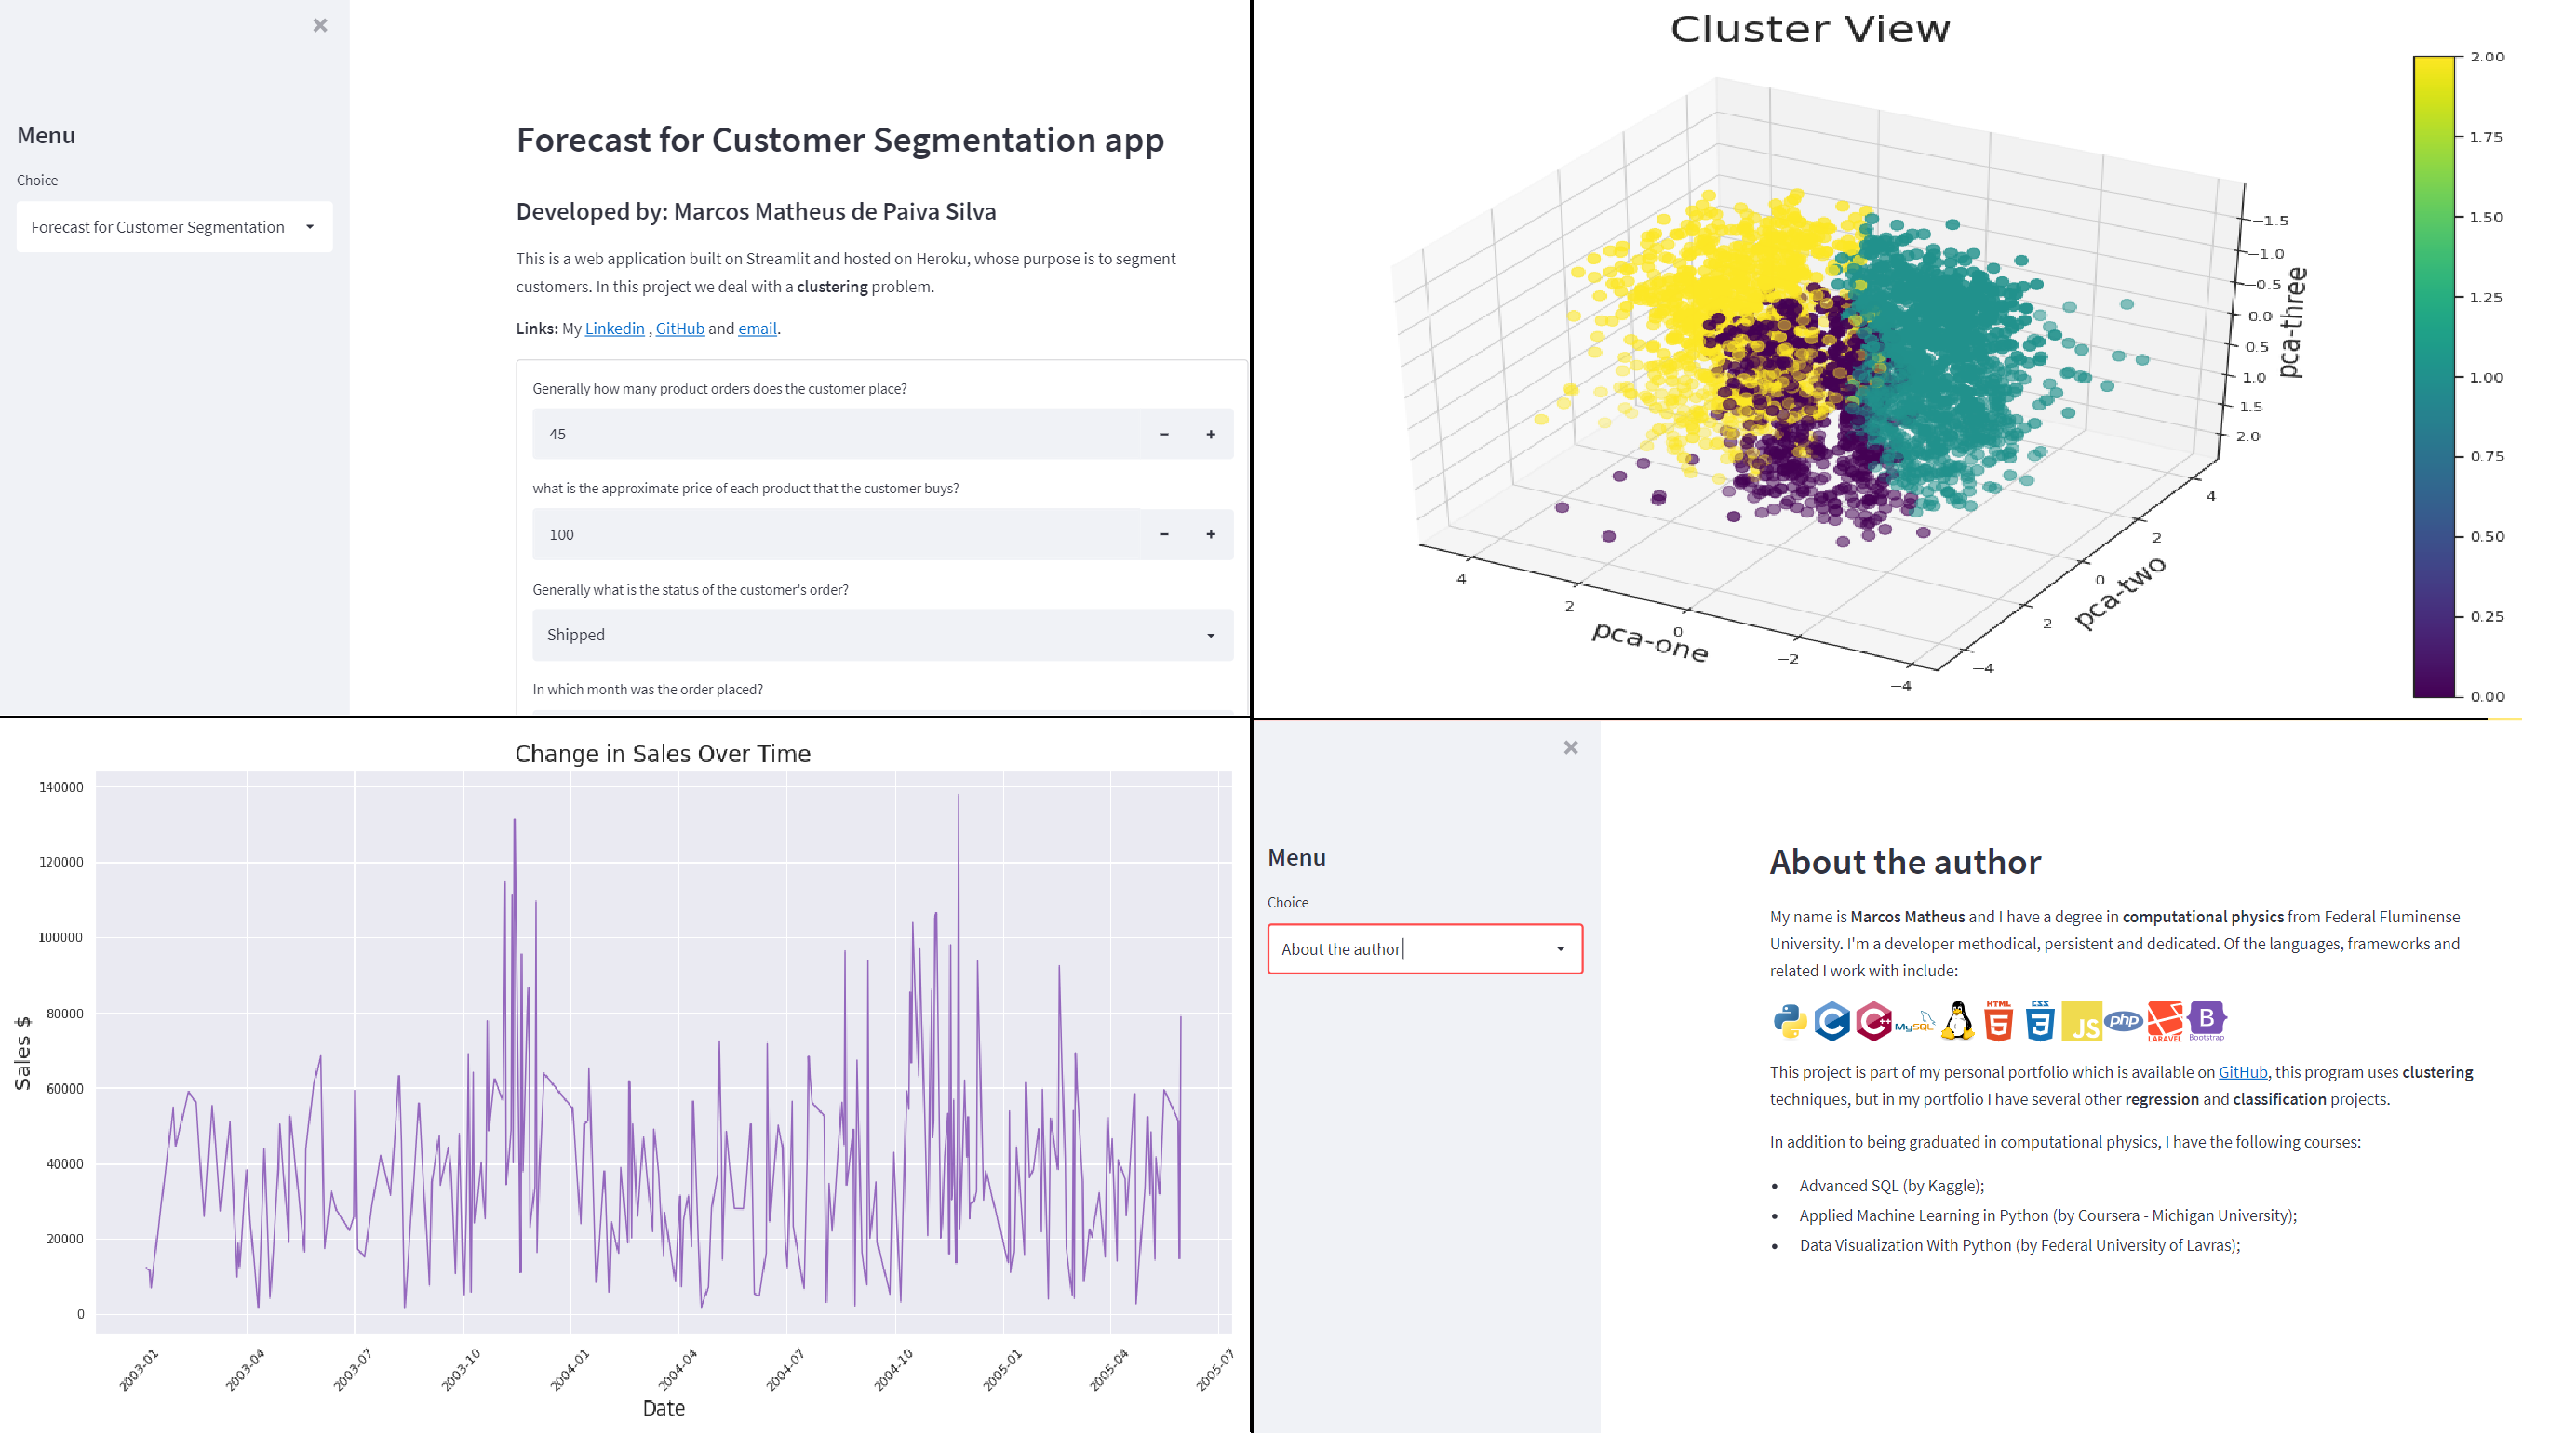 ×
Menu
Choice
Forecast for Customer Segmentation
Forecast for Customer Segmentation app
Developed by: Marcos Matheus de Paiva Silva
This is a web application built on Streamlit and hosted on Heroku, whose purpose is to segment
customers. In this project we deal with a clustering problem.
Links: My Linkedin , GitHub and email.
Generally how many product orders does the customer place?
45
− +
what is the approximate price of each product that the customer buys?
100
− +
Generally what is the status of the customer's order?
Shipped
In which month was the order placed?
Cluster View
2.00
1.75
1.50
1.25
1.00
0.75
0.50
0.25
0.00
−1.5
−1.0
−0.5
0.0
0.5
1.0
1.5
2.0
pca-three
4
2
0
−2
−4
pca-two
4
2
0
−2
−4
pca-one
Change in Sales Over Time
140000
120000
100000
80000
60000
40000
20000
0
Sales $
2003-01
2003-04
2003-07
2003-10
2004-01
2004-04
2004-07
2004-10
2005-01
2005-04
2005-07
Date
×
Menu
Choice
About the author
About the author
My name is Marcos Matheus and I have a degree in computational physics from Federal Fluminense
University. I'm a developer methodical, persistent and dedicated. Of the languages, frameworks and
related I work with include:
C C++ MySQL HTML 5 CSS 3 JS php LARAVEL B Bootstrap
This project is part of my personal portfolio which is available on GitHub, this program uses clustering
techniques, but in my portfolio I have several other regression and classification projects.
In addition to being graduated in computational physics, I have the following courses:
• Advanced SQL (by Kaggle);
• Applied Machine Learning in Python (by Coursera - Michigan University);
• Data Visualization With Python (by Federal University of Lavras);